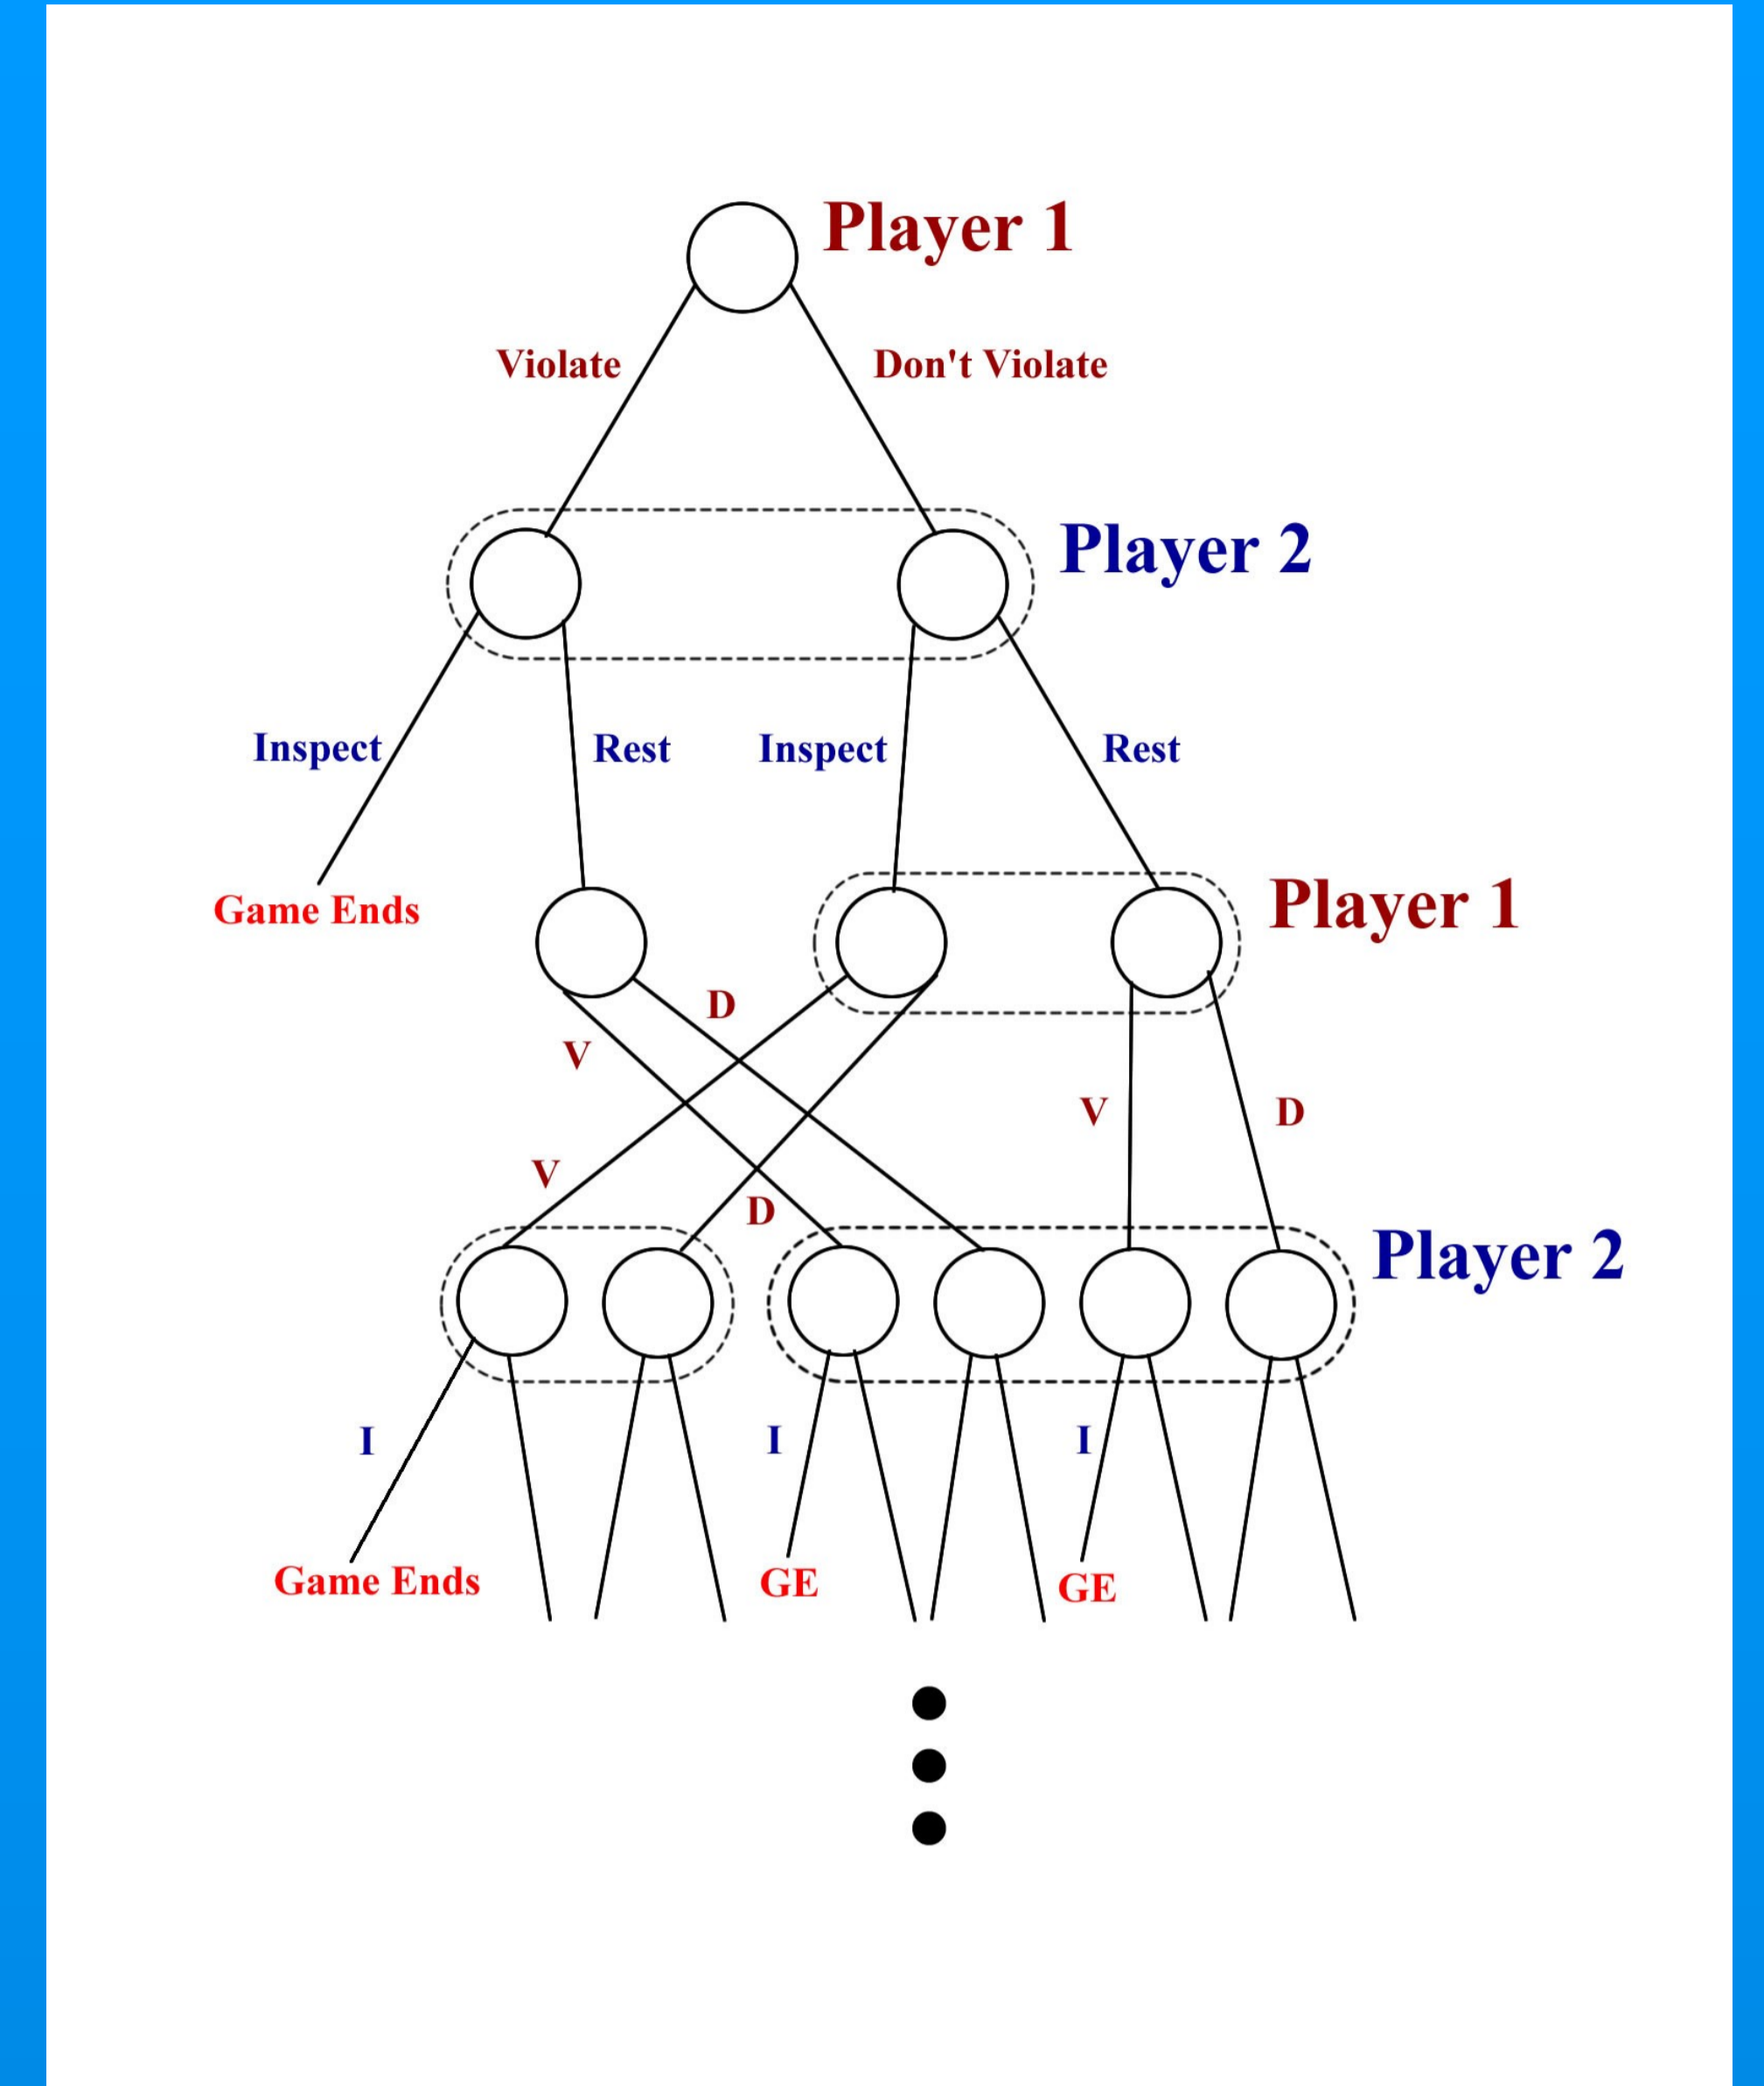 Player 1
Violate
Don't Violate
Player 2
Inspect
Rest
Inspect
Rest
Game Ends
Player 1
D
V
V
D
V
D
Player 2
I
I
I
Game Ends
GE
GE